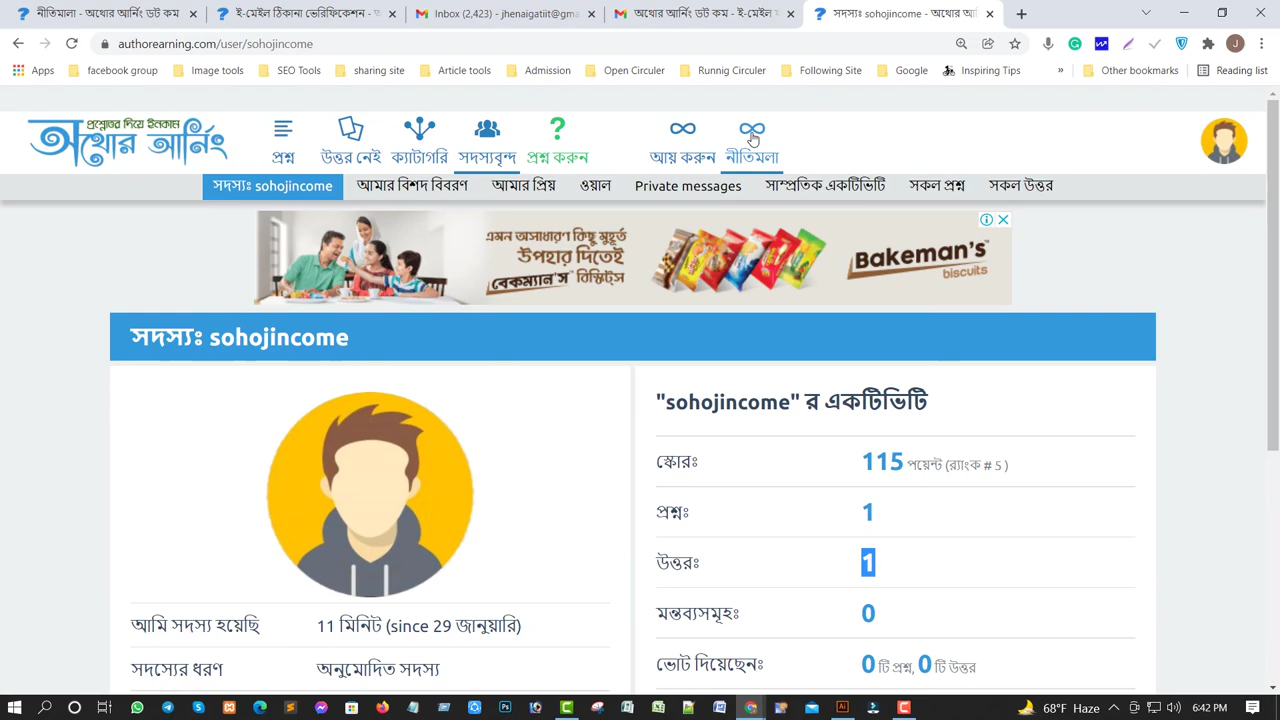 নীতিমালা - অথোর আর্নিং ডট কম
ই-মেইল ঠিকানা ভেরিফিকেশন - অ
Inbox (2,423) - jhenaigatiit@gma
অথোর আর্নিং ডট কম - ই-মেইল
সদস্যঃ sohojincome - অথোর আ
authorearning.com/user/sohojincome
J
Apps
facebook group
Image tools
SEO Tools
sharing site
Article tools
Admission
Open Circuler
Runnig Circuler
Following Site
Google
Inspiring Tips
»
Other bookmarks
Reading list
প্রশ্নোত্তর দিয়ে ইনকাম
অথোর আর্নিং
প্রশ্ন
উত্তর নেই
ক্যাটাগরি
সদস্যবৃন্দ
প্রশ্ন করুন
আয় করুন
নীতিমলা
সদস্যঃ sohojincome
আমার বিশদ বিবরণ
আমার প্রিয়
ওয়াল
Private messages
সাম্প্রতিক একটিভিটি
সকল প্রশ্ন
সকল উত্তর
এমন অসাধারণ কিছু মুহূর্ত
উপহার দিতেই
বেকম্যান'স বিস্কিটস
Bakeman's
biscuits
সদস্যঃ sohojincome
আমি সদস্য হয়েছি
11 মিনিট (since 29 জানুয়ারি)
সদস্যের ধরণ
অনুমোদিত সদস্য
"sohojincome" র একটিভিটি
স্কোরঃ
115 পয়েন্ট (র‍্যাংক # 5 )
প্রশ্নঃ
1
উত্তরঃ
1
মন্তব্যসমূহঃ
0
ভোট দিয়েছেনঃ
0 টি প্রশ্ন, 0 টি উত্তর
68°F Haze
6:42 PM